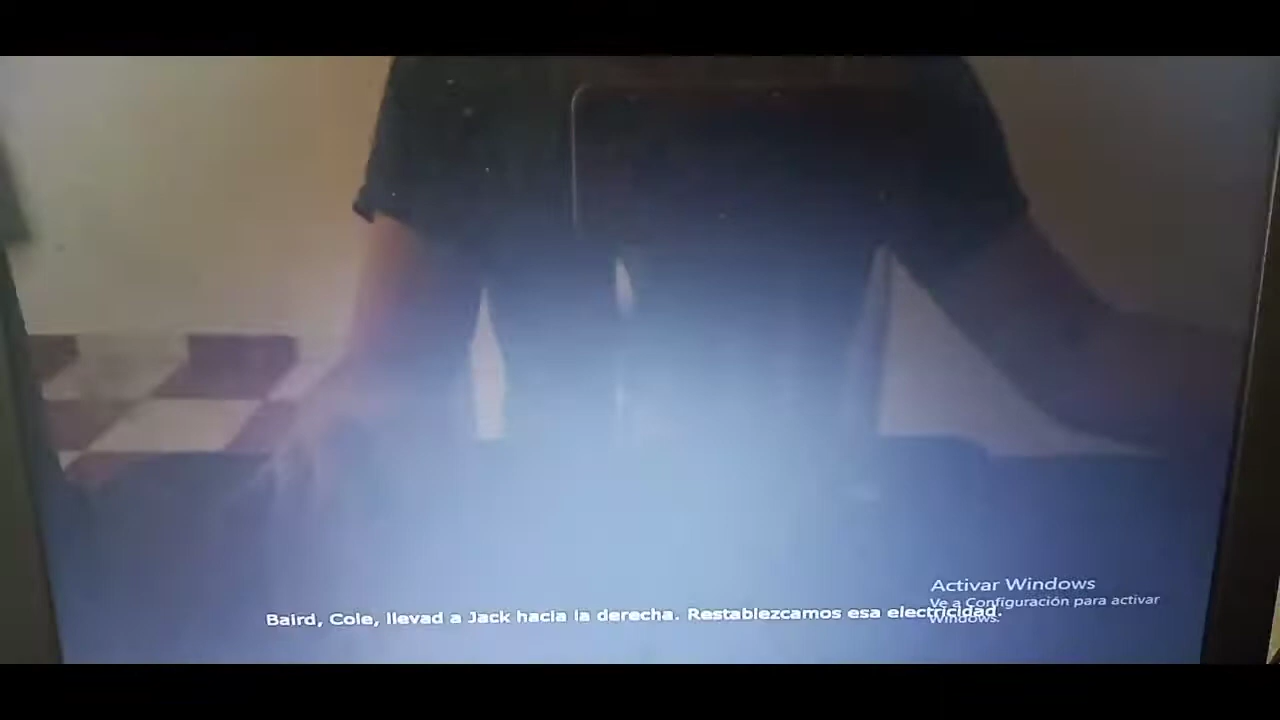 Activar Windows
Ve a Configuración para activar
Windows.
Baird, Cole, llevad a Jack hacia la derecha. Restablezcamos esa electricidad.